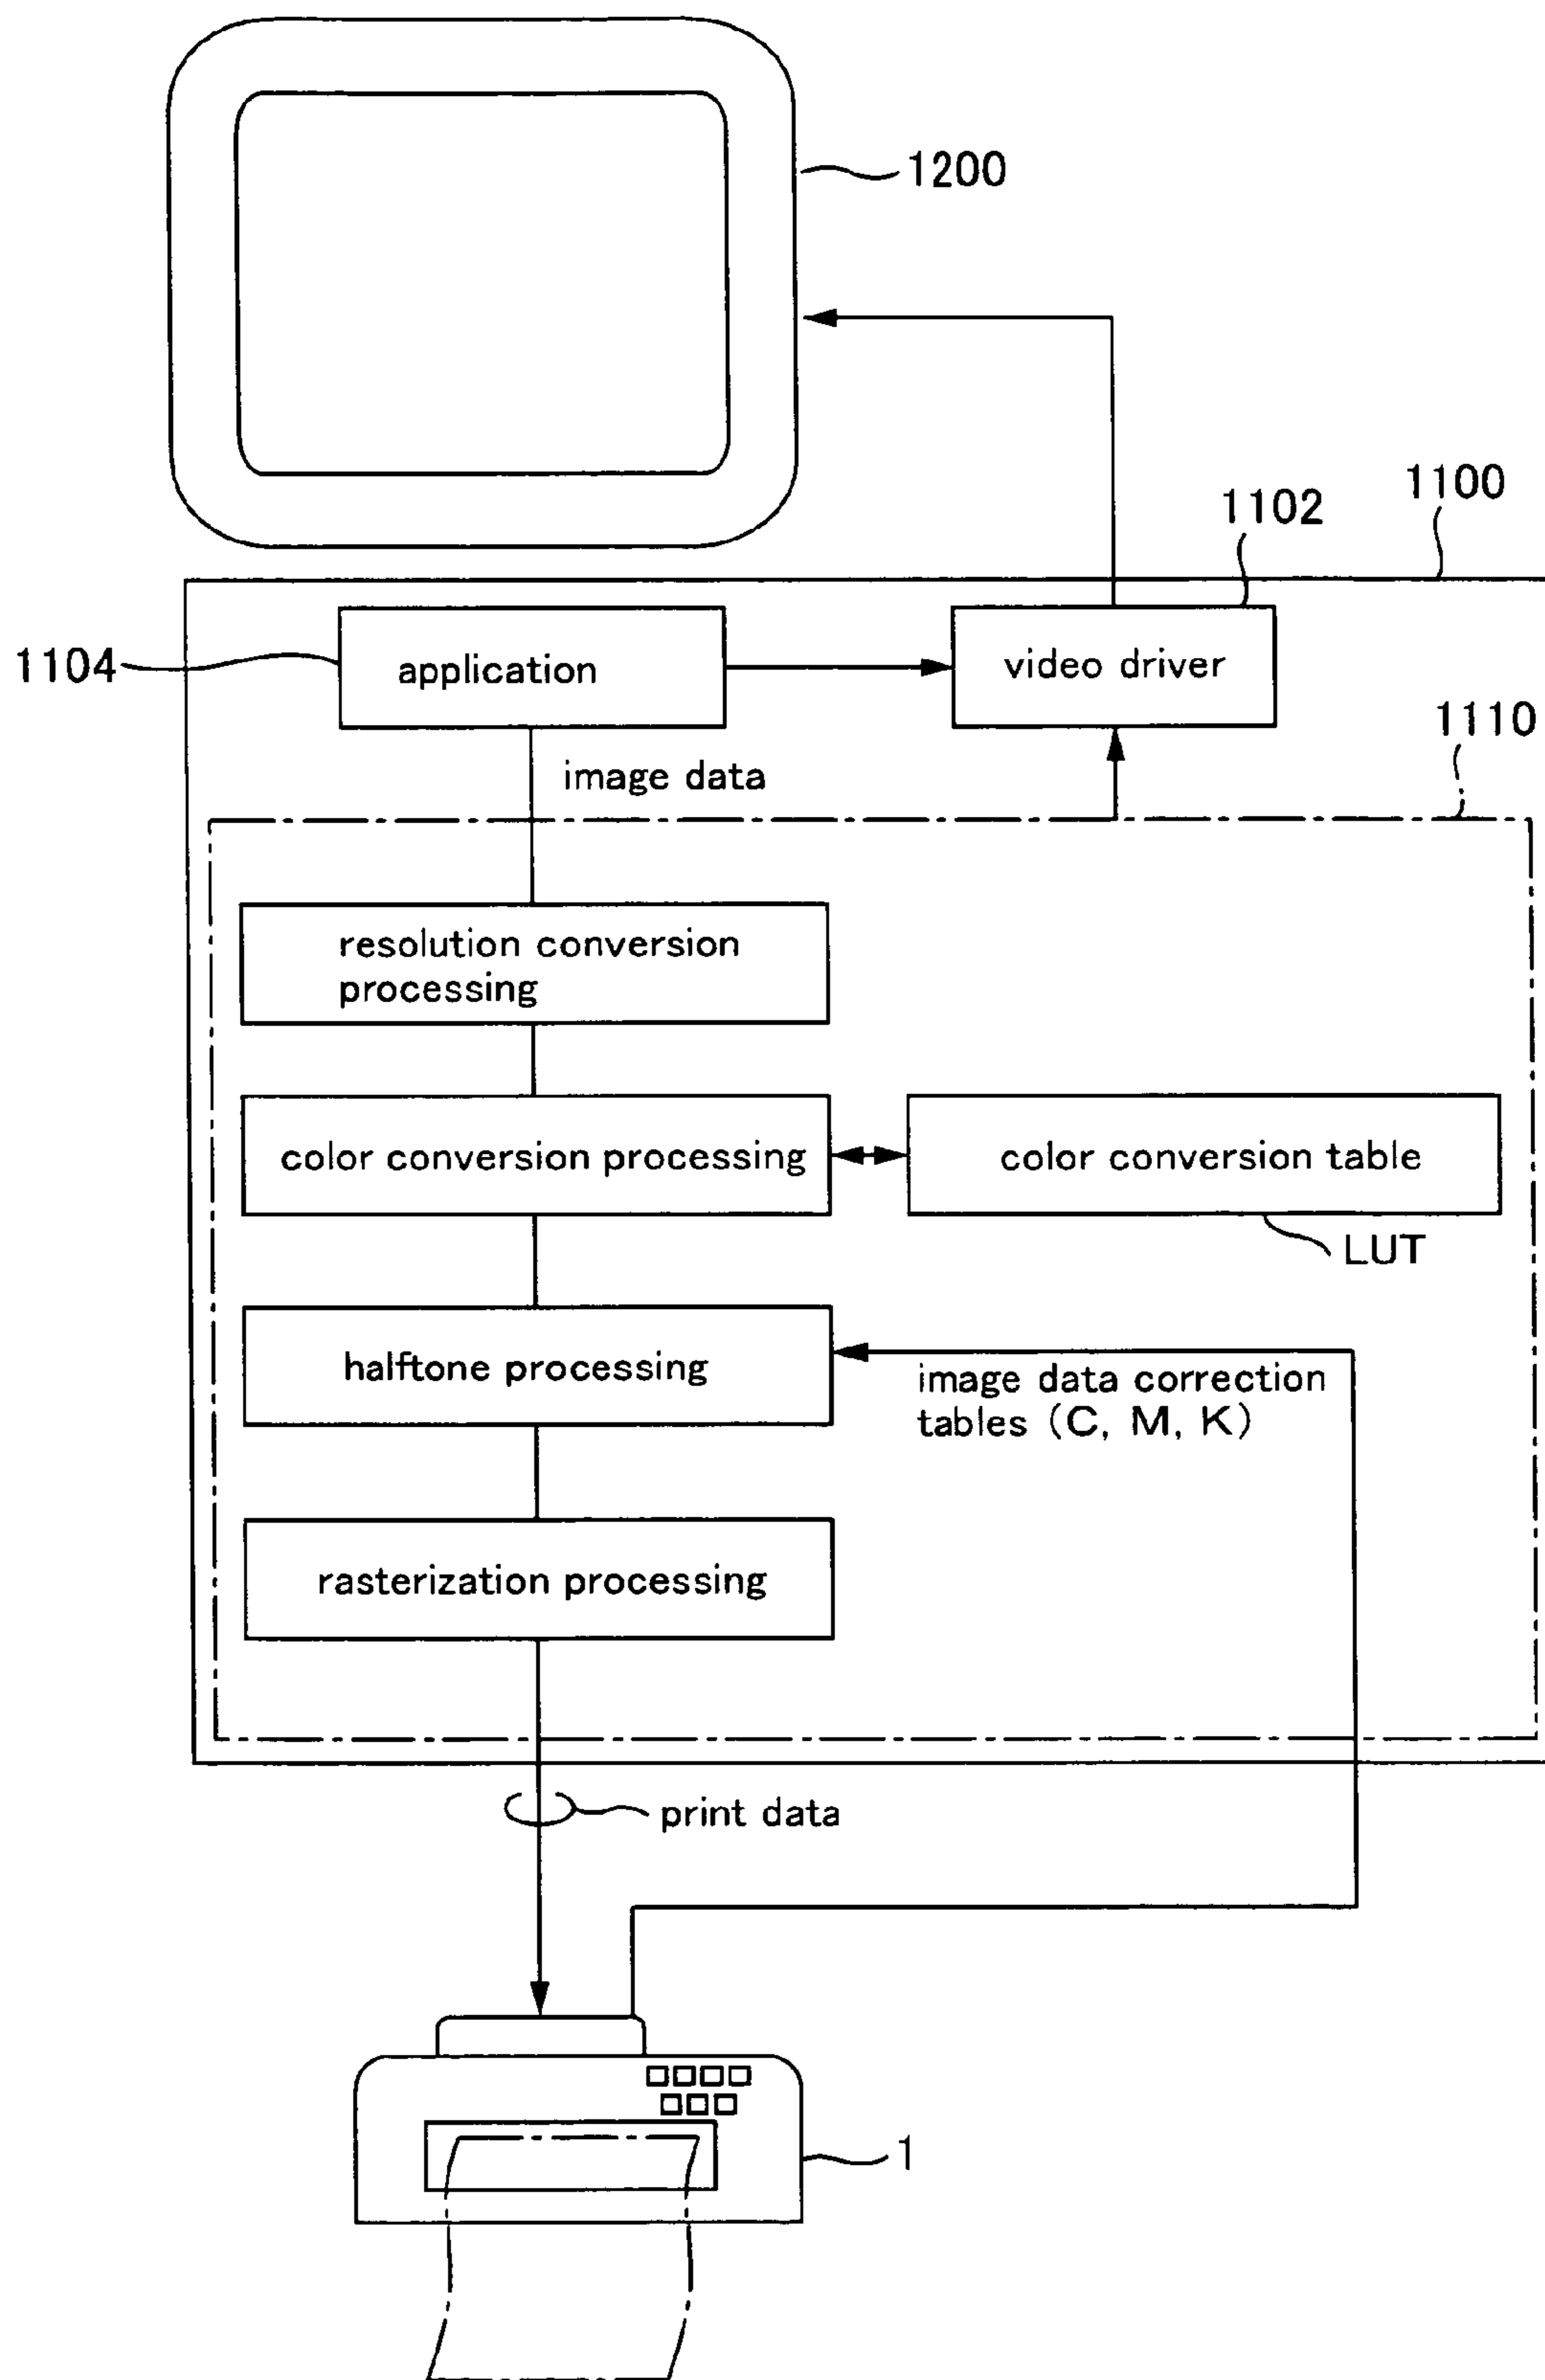 1200
1100
1102
1104
application
video driver
1110
image data
resolution conversion
processing
color conversion processing
color conversion table
LUT
halftone processing
image data correction
tables (C, M, K)
rasterization processing
print data
1